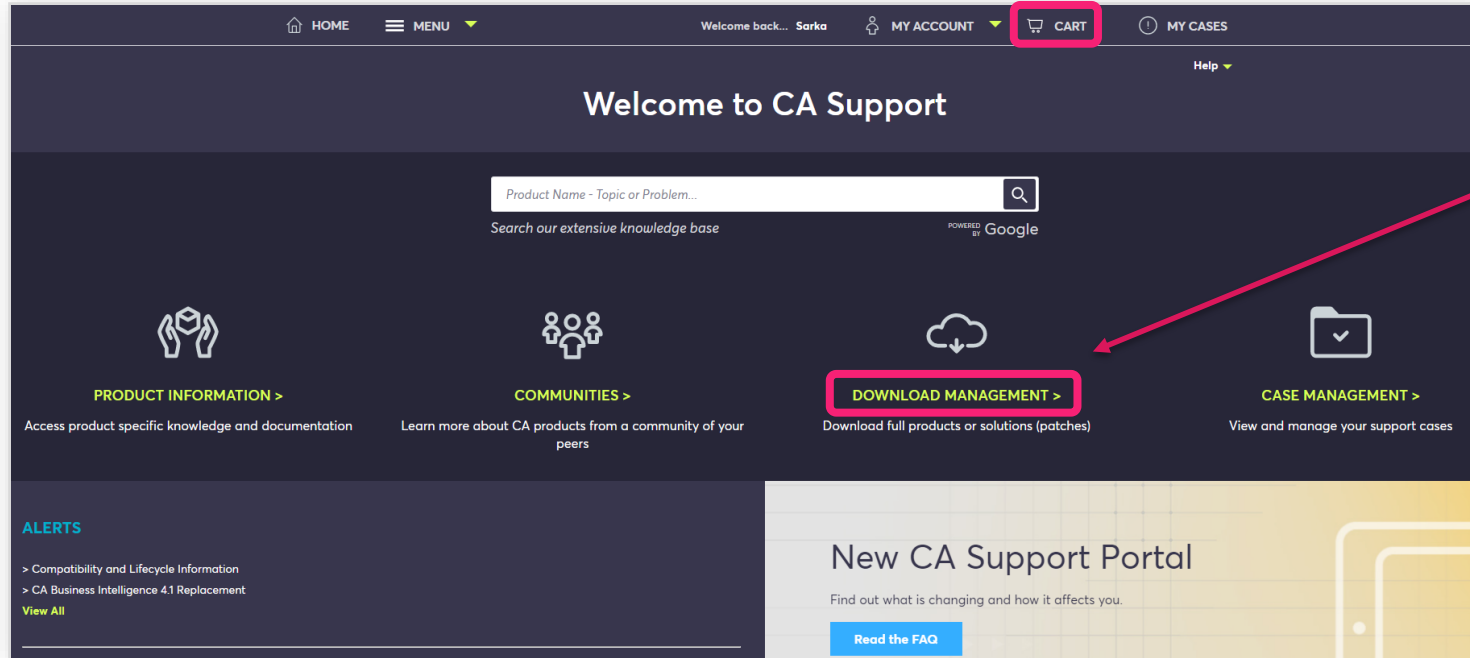 HOME MENU Welcome back... Sarka MY ACCOUNT CART MY CASES
Help
Welcome to CA Support
Product Name - Topic or Problem...
Search our extensive knowledge base POWERED BY Google
PRODUCT INFORMATION > COMMUNITIES > DOWNLOAD MANAGEMENT > CASE MANAGEMENT >
Access product specific knowledge and documentation Learn more about CA products from a community of your Download full products or solutions (patches) View and manage your support cases
peers
ALERTS
> Compatibility and Lifecycle Information
> CA Business Intelligence 4.1 Replacement
View All
New CA Support Portal
Find out what is changing and how it affects you.
Read the FAQ